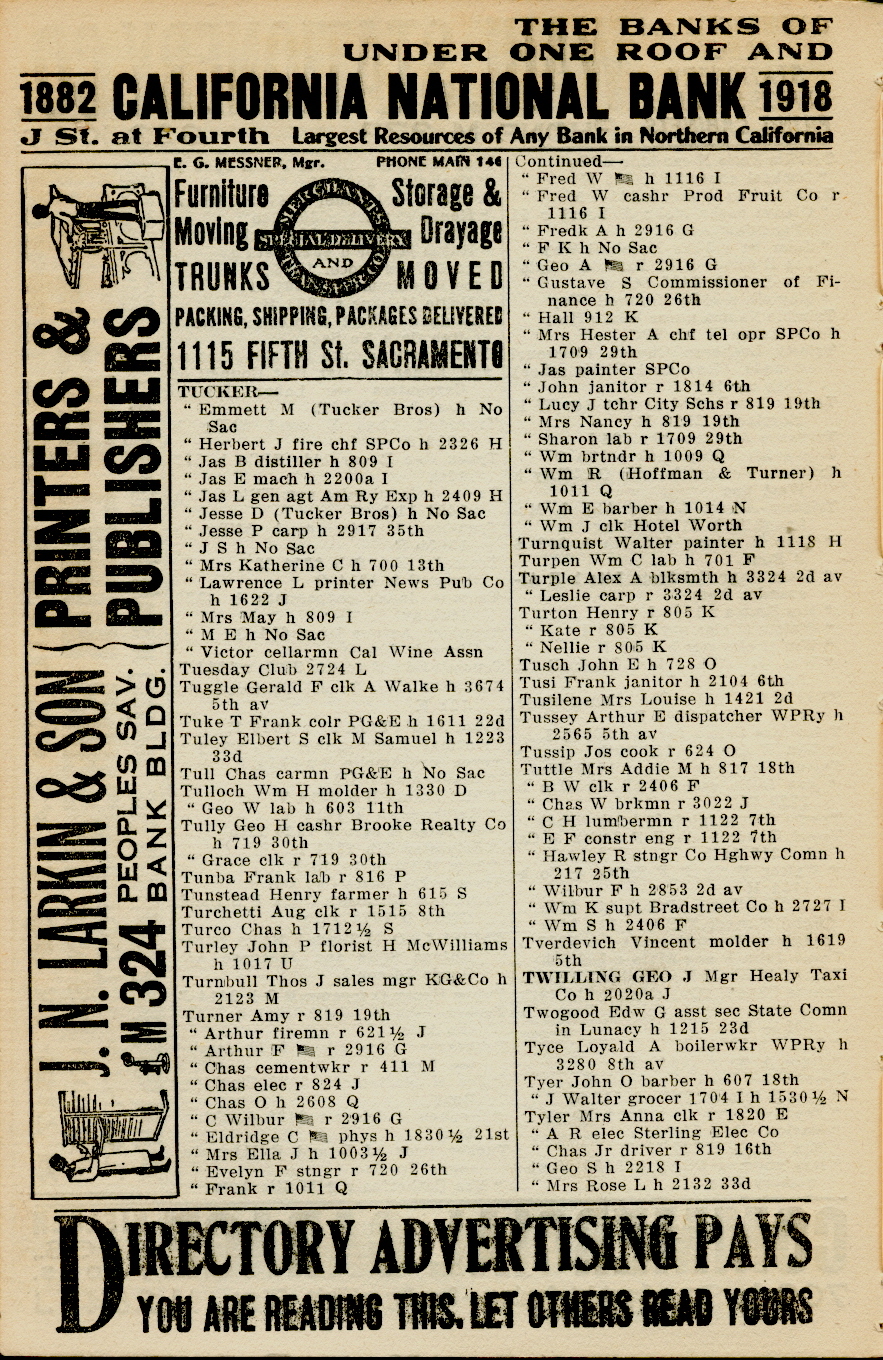 THE BANKS OF
UNDER ONE ROOF AND
1882 CALIFORNIA NATIONAL BANK 1918
J St. at Fourth Largest Resources of Any Bank in Northern California
J. N. LARKIN & SON } PRINTERS & PUBLISHERS
M 324 PEOPLES SAV. BANK BLDG.
E. G. MESSNER, Mgr. PHONE MAIN 146
Furniture Storage &
Moving Drayage
MERCHANTS
SPECIAL DELIVERY
AND
TRUNKS MOVED
PACKING, SHIPPING, PACKAGES DELIVERED
1115 FIFTH St. SACRAMENTO
TUCKER—
“ Emmett M (Tucker Bros) h No
Sac
“ Herbert J fire chf SPCo h 2326 H
“ Jas B distiller h 809 I
“ Jas E mach h 2200a I
“ Jas L gen agt Am Ry Exp h 2409 H
“ Jesse D (Tucker Bros) h No Sac
“ Jesse P carp h 2917 35th
“ J S h No Sac
“ Mrs Katherine C h 700 13th
“ Lawrence L printer News Pub Co
h 1622 J
“ Mrs May h 809 I
“ M E h No Sac
“ Victor cellarmn Cal Wine Assn
Tuesday Club 2724 L
Tuggle Gerald F clk A Walke h 3674
5th av
Tuke T Frank colr PG&E h 1611 22d
Tuley Elbert S clk M Samuel h 1223
33d
Tull Chas carmn PG&E h No Sac
Tulloch Wm H molder h 1330 D
“ Geo W lab h 603 11th
Tully Geo H cashr Brooke Realty Co
h 719 30th
“ Grace clk r 719 30th
Tunba Frank lab r 816 P
Tunstead Henry farmer h 615 S
Turchetti Aug clk r 1515 8th
Turco Chas h 1712½ S
Turley John P florist H McWilliams
h 1017 U
Turnbull Thos J sales mgr KG&Co h
2123 M
Turner Amy r 819 19th
“ Arthur firemn r 621½ J
“ Arthur F r 2916 G
“ Chas cementwkr r 411 M
“ Chas elec r 824 J
“ Chas O h 2608 Q
“ C Wilbur r 2916 G
“ Eldridge C phys h 1830½ 21st
“ Mrs Ella J h 1003½ J
“ Evelyn F stngr r 720 26th
“ Frank r 1011 Q
Continued—
“ Fred W h 1116 I
“ Fred W cashr Prod Fruit Co r
1116 I
“ Fredk A h 2916 G
“ F K h No Sac
“ Geo A r 2916 G
“ Gustave S Commissioner of Fi-
nance h 720 26th
“ Hall 912 K
“ Mrs Hester A chf tel opr SPCo h
1709 29th
“ Jas painter SPCo
“ John janitor r 1814 6th
“ Lucy J tchr City Schs r 819 19th
“ Mrs Nancy h 819 19th
“ Sharon lab r 1709 29th
“ Wm brtndr h 1009 Q
“ Wm R (Hoffman & Turner) h
1011 Q
“ Wm E barber h 1014 N
“ Wm J clk Hotel Worth
Turnquist Walter painter h 1118 H
Turpen Wm C lab h 701 F
Turple Alex A blksmth h 3324 2d av
“ Leslie carp r 3324 2d av
Turton Henry r 805 K
“ Kate r 805 K
“ Nellie r 805 K
Tusch John E h 728 O
Tusi Frank janitor h 2104 6th
Tusilene Mrs Louise h 1421 2d
Tussey Arthur E dispatcher WPRy h
2565 5th av
Tussip Jos cook r 624 O
Tuttle Mrs Addie M h 817 18th
“ B W clk r 2406 F
“ Chas W brkmn r 3022 J
“ C H lumbermn r 1122 7th
“ E F constr eng r 1122 7th
“ Hawley R stngr Co Hghwy Comn h
217 25th
“ Wilbur F h 2853 2d av
“ Wm K supt Bradstreet Co h 2727 I
“ Wm S h 2406 F
Tverdevich Vincent molder h 1619
5th
TWILLING GEO J Mgr Healy Taxi
Co h 2020a J
Twogood Edw G asst sec State Comn
in Lunacy h 1215 23d
Tyce Loyald A boilerwkr WPRy h
3280 8th av
Tyer John O barber h 607 18th
“ J Walter grocer 1704 I h 1530½ N
Tyler Mrs Anna clk r 1820 E
“ A R elec Sterling Elec Co
“ Chas Jr driver r 819 16th
“ Geo S h 2218 I
“ Mrs Rose L h 2132 33d
DIRECTORY ADVERTISING PAYS
YOU ARE READING THIS. LET OTHERS READ YOURS